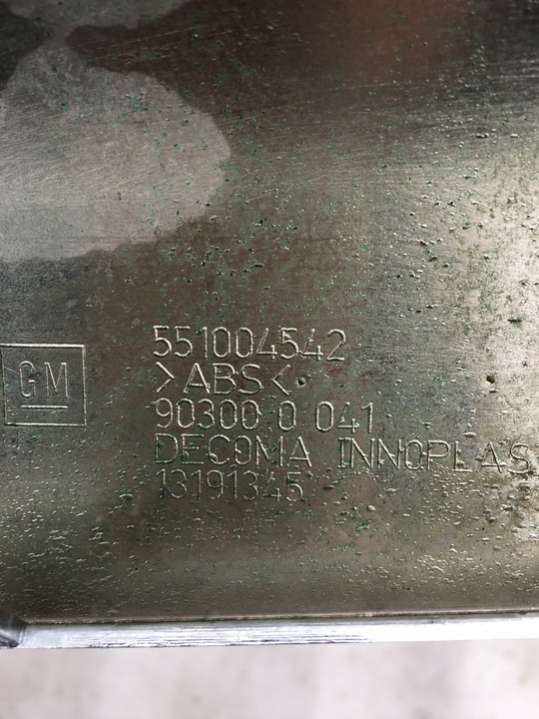 551004542
GM
>ABS<
90300 0 041
DECOMA INNOPLAS
13191345